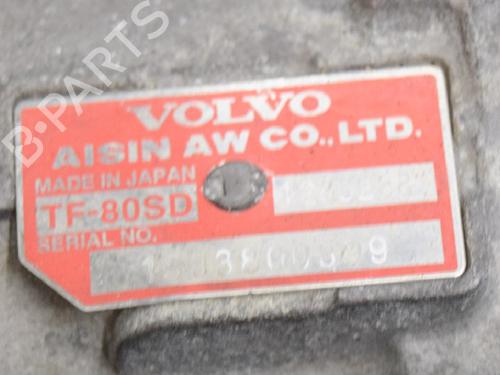 B-PARTS
VOLVO
AISIN AW CO., LTD.
MADE IN JAPAN
TF-80SD
SERIAL NO.